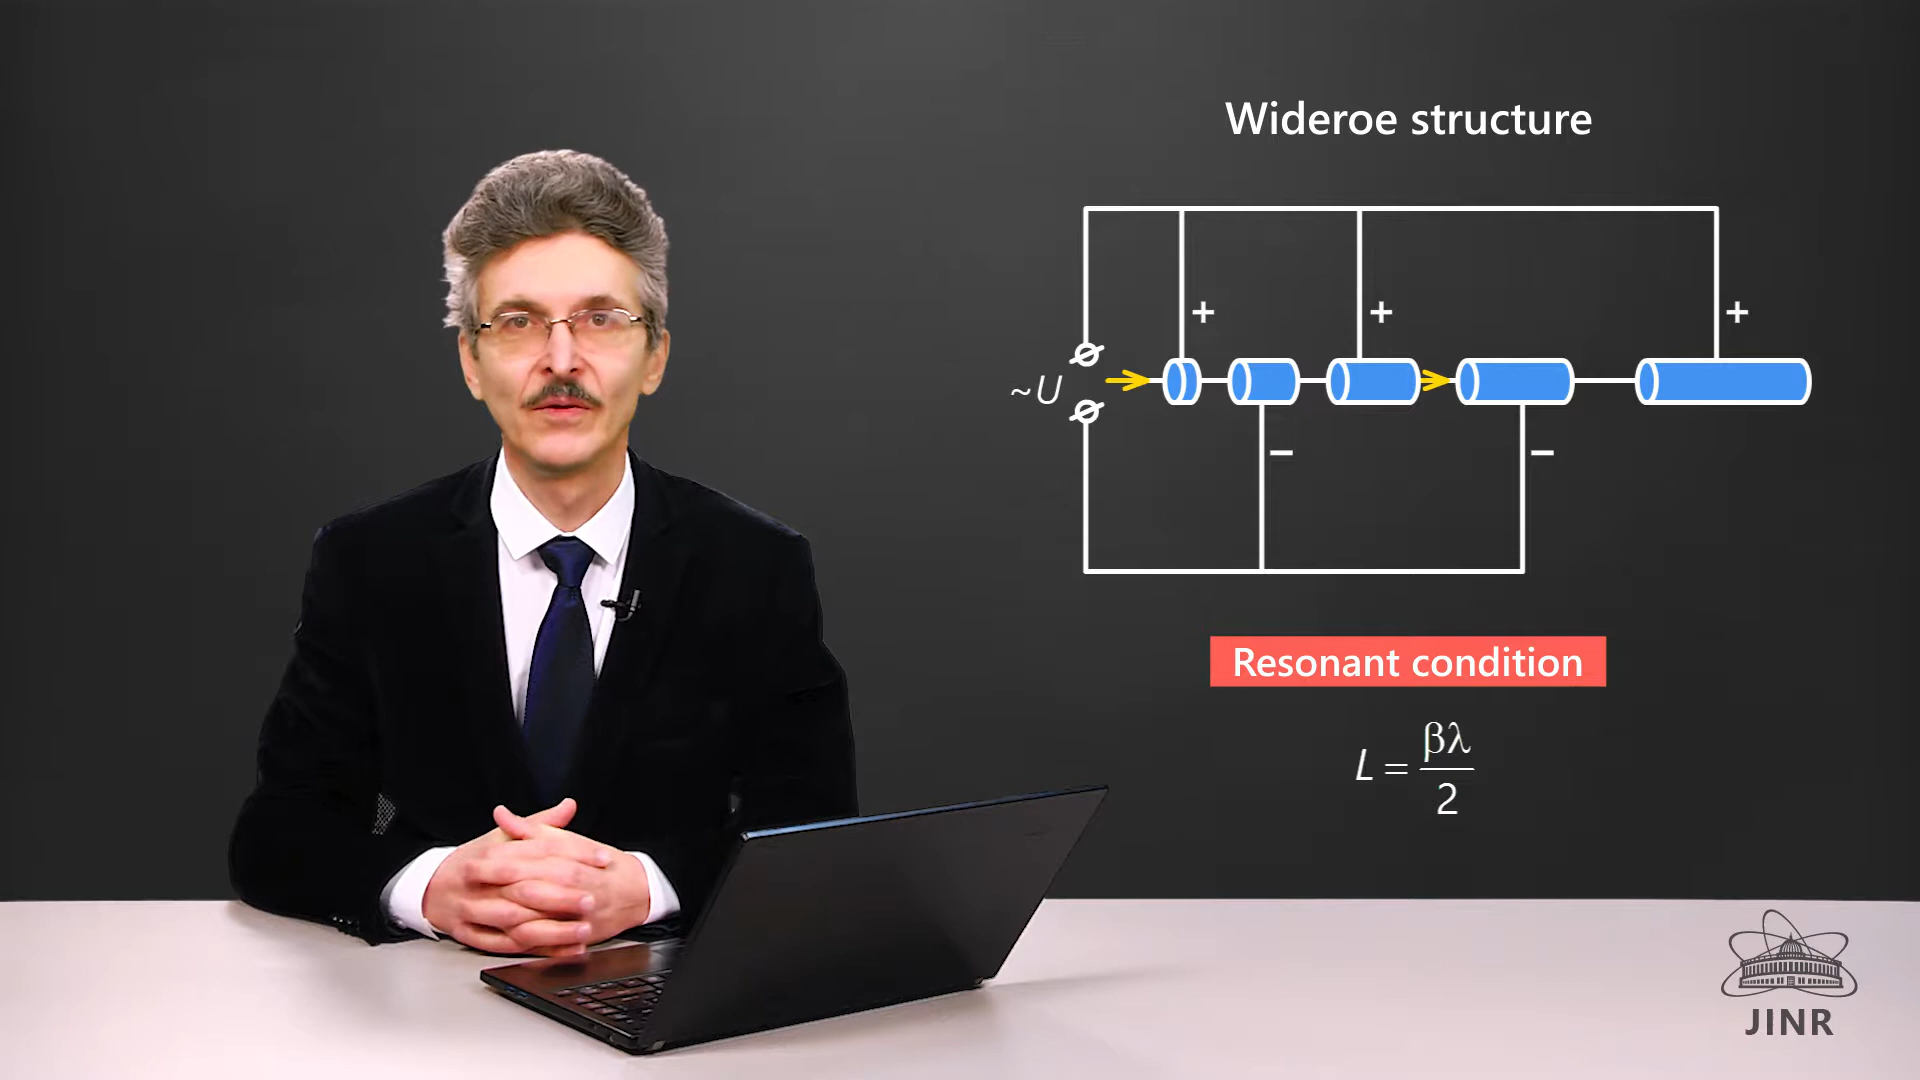 Wideroe structure
+ + +
~U
− −
Resonant condition
L = βλ/2
JINR